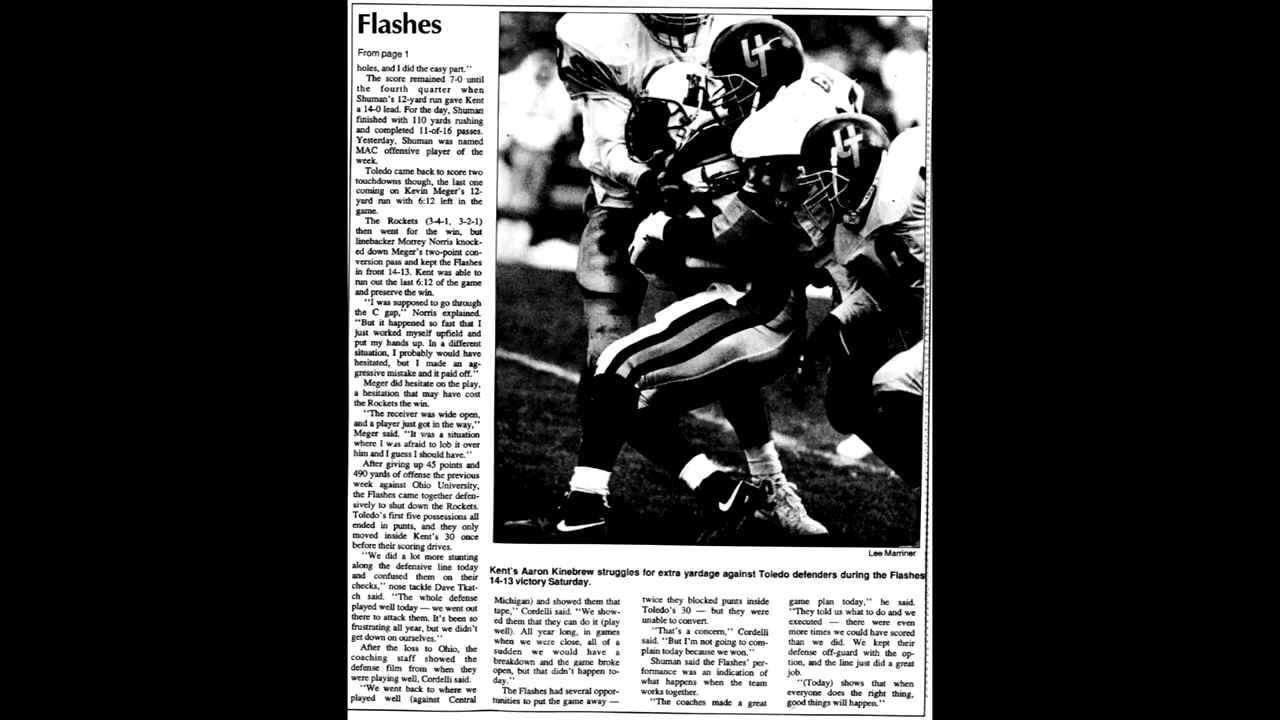 Flashes
From page 1
holes, and I did the easy part."
The score remained 7-0 until
the fourth quarter when
Shuman's 12-yard run gave Kent
a 14-0 lead. For the day, Shuman
finished with 110 yards rushing
and completed 11-of-16 passes.
Yesterday, Shuman was named
MAC offensive player of the
week.
Toledo came back to score two
touchdowns though, the last one
coming on Kevin Meger's 12-
yard run with 6:12 left in the
game.
The Rockets (3-4-1, 3-2-1)
then went for the win, but
linebacker Morrey Norris knock-
ed down Meger's two-point con-
version pass and kept the Flashes
in front 14-13. Kent was able to
run out the last 6:12 of the game
and preserve the win.
"I was supposed to go through
the C gap," Norris explained.
"But it happened so fast that I
just worked myself upfield and
put my hands up. In a different
situation, I probably would have
hesitated, but I made an ag-
gressive mistake and it paid off."
Meger did hesitate on the play,
a hesitation that may have cost
the Rockets the win.
"The receiver was wide open,
and a player just got in the way,"
Meger said. "It was a situation
where I was afraid to lob it over
him and I guess I should have."
After giving up 45 points and
490 yards of offense the previous
week against Ohio University,
the Flashes came together defen-
sively to shut down the Rockets.
Toledo's first five possessions all
ended in punts, and they only
moved inside Kent's 30 once
before their scoring drives.
"We did a lot more stunting
along the defensive line today
and confused them on their
checks," nose tackle Dave Tkat-
ch said. "The whole defense
played well today — we went out
there to attack them. It's been so
frustrating all year, but we didn't
get down on ourselves."
After the loss to Ohio, the
coaching staff showed the
defense film from when they
were playing well, Cordelli said.
"We went back to where we
played well (against Central
UT
UT
Lee Marriner
Kent's Aaron Kinebrew struggles for extra yardage against Toledo defenders during the Flashes
14-13 victory Saturday.
Michigan) and showed them that
tape," Cordelli said. "We show-
ed them that they can do it (play
well). All year long, in games
when we were close, all of a
sudden we would have a
breakdown and the game broke
open, but that didn't happen to-
day."
The Flashes had several oppor-
tunities to put the game away —
twice they blocked punts inside
Toledo's 30 — but they were
unable to convert.
"That's a concern," Cordelli
said. "But I'm not going to com-
plain today because we won."
Shuman said the Flashes' per-
formance was an indication of
what happens when the team
works together.
"The coaches made a great
game plan today," he said.
"They told us what to do and we
executed — there were even
more times we could have scored
than we did. We kept their
defense off-guard with the op-
tion, and the line just did a great
job.
"(Today) shows that when
everyone does the right thing,
good things will happen."